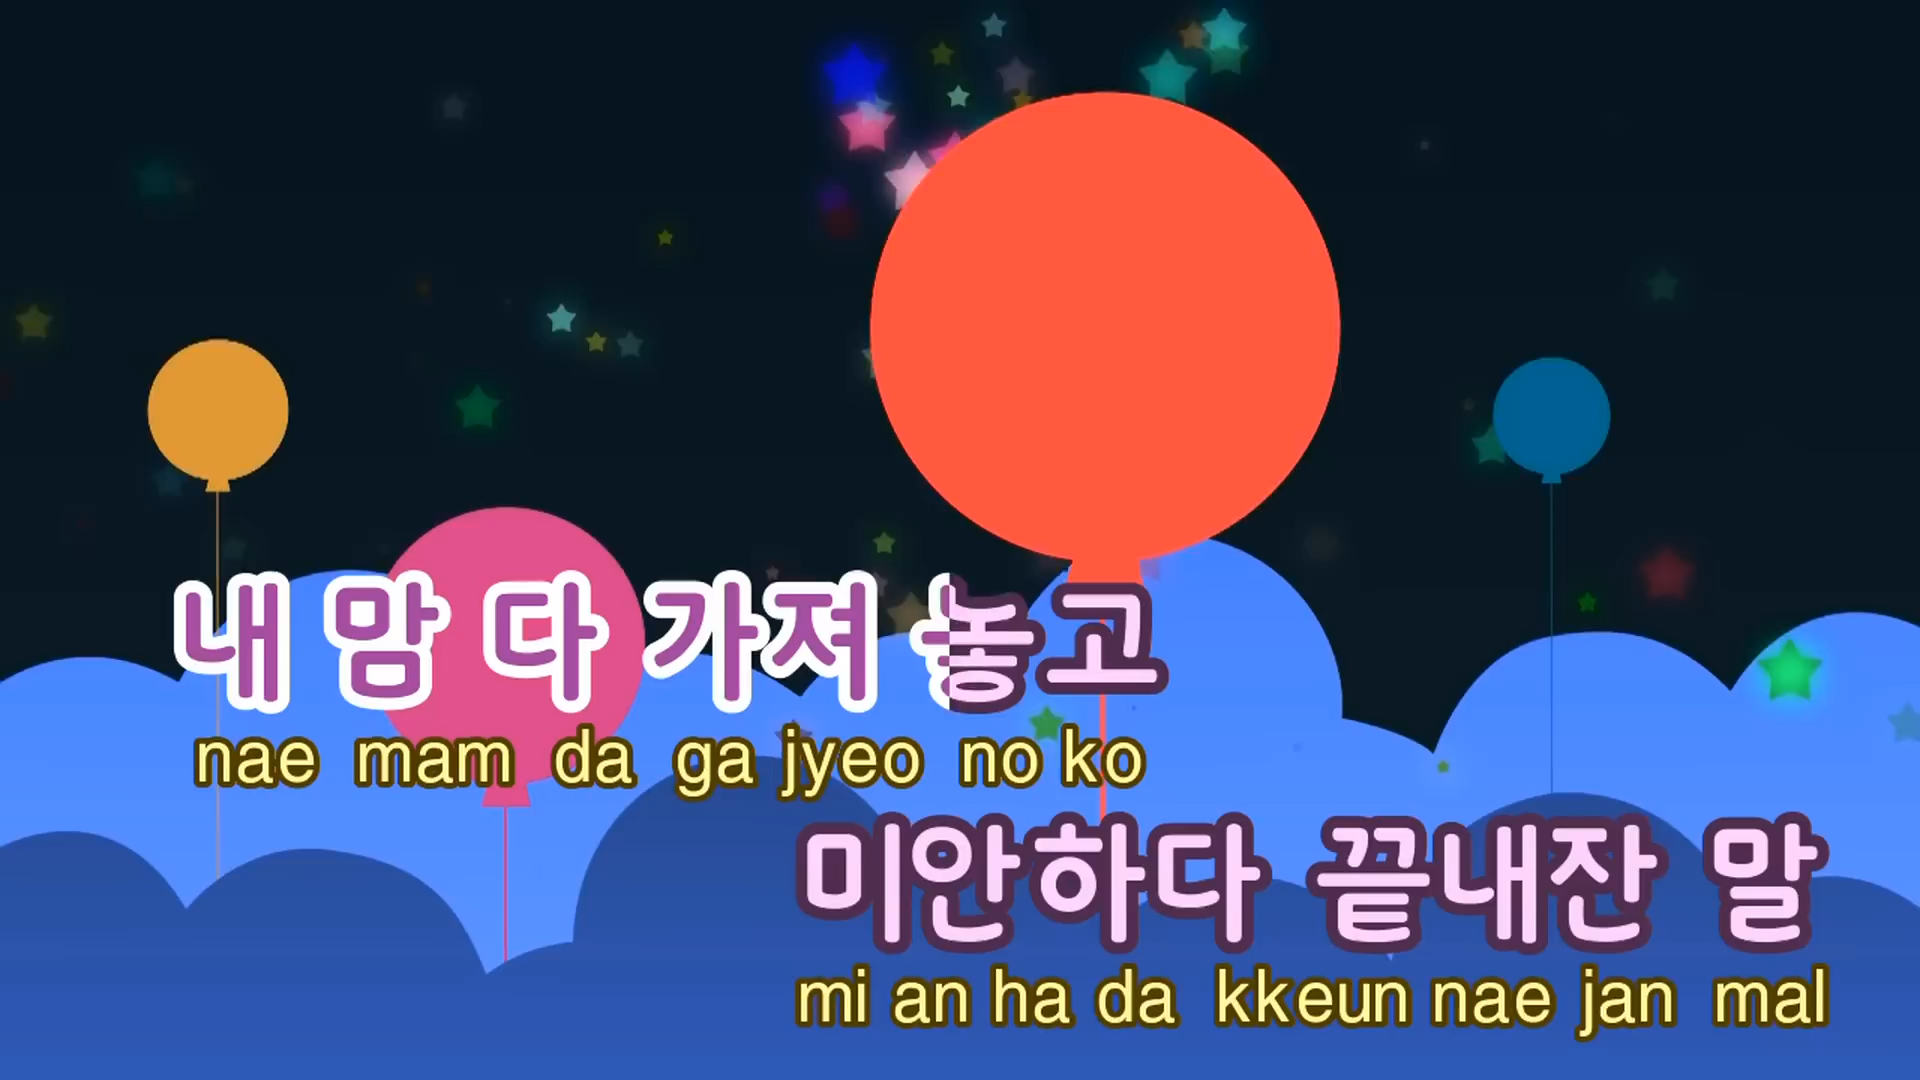 내 맘 다 가져 놓고
nae mam da ga jyeo no ko
미안하다 끝내잔 말
mi an ha da kkeun nae jan mal